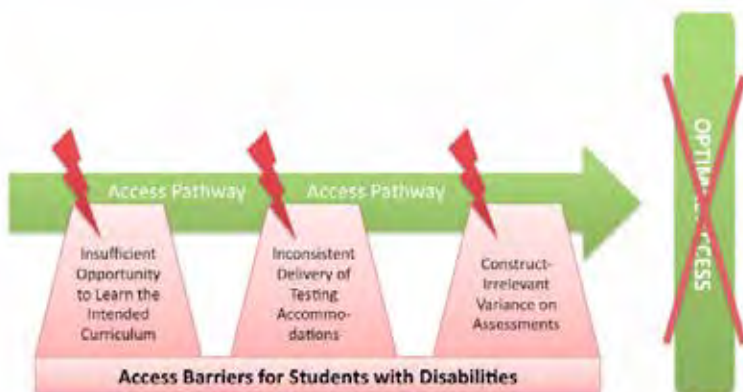 Access Pathway Access Pathway
Insufficient
Opportunity
to Learn the
Intended
Curriculum
Inconsistent
Delivery of
Testing
Accommo-
dations
Construct-
Irrelevant
Variance on
Assessments
Access Barriers for Students with Disabilities